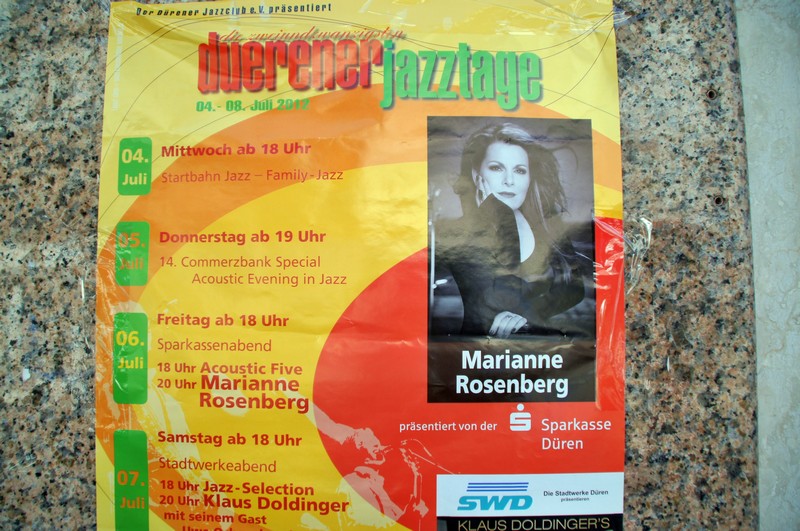 Der Dürener Jazzclub e.V. präsentiert
die zweiundzwanzigsten
duerenerjazztage
04.- 08. Juli 2012
04.
Juli
Mittwoch ab 18 Uhr
Startbahn Jazz – Family-Jazz
05.
Juli
Donnerstag ab 19 Uhr
14. Commerzbank Special
Acoustic Evening in Jazz
06.
Juli
Freitag ab 18 Uhr
Sparkassenabend
18 Uhr Acoustic Five
20 Uhr Marianne
Rosenberg
07.
Juli
Samstag ab 18 Uhr
Stadtwerkeabend
18 Uhr Jazz-Selection
20 Uhr Klaus Doldinger
mit seinem Gast
Marianne
Rosenberg
präsentiert von der
Sparkasse
Düren
SWD
Die Stadtwerke Düren
präsentieren
KLAUS DOLDINGER'S